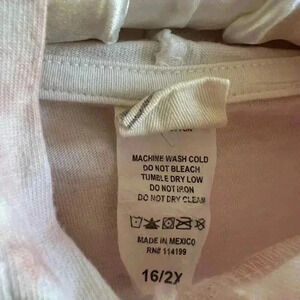 MACHINE WASH COLD
DO NOT BLEACH
TUMBLE DRY LOW
DO NOT IRON
DO NOT DRY CLEAN
MADE IN MEXICO
RN# 114199
16/2X